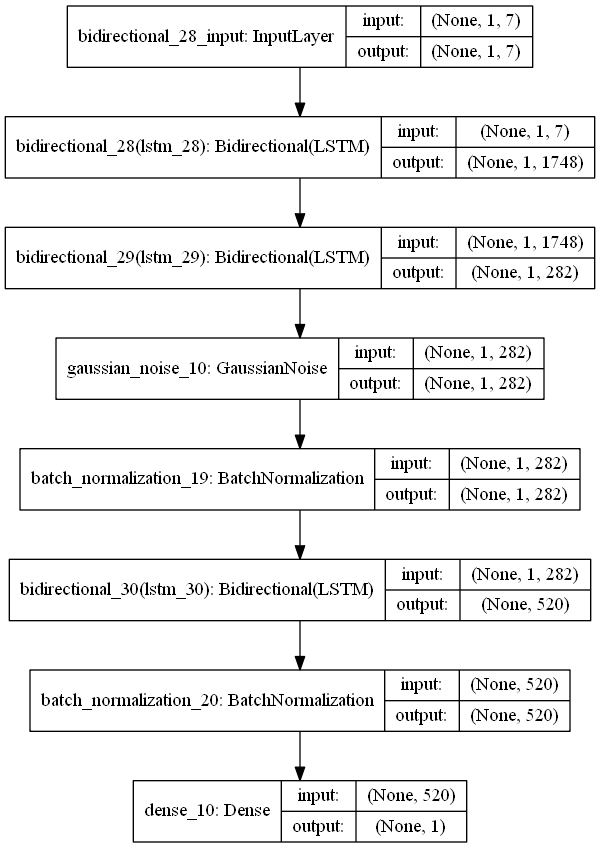 bidirectional_28_input: InputLayer
input: (None, 1, 7)
output: (None, 1, 7)
bidirectional_28(lstm_28): Bidirectional(LSTM)
input: (None, 1, 7)
output: (None, 1, 1748)
bidirectional_29(lstm_29): Bidirectional(LSTM)
input: (None, 1, 1748)
output: (None, 1, 282)
gaussian_noise_10: GaussianNoise
input: (None, 1, 282)
output: (None, 1, 282)
batch_normalization_19: BatchNormalization
input: (None, 1, 282)
output: (None, 1, 282)
bidirectional_30(lstm_30): Bidirectional(LSTM)
input: (None, 1, 282)
output: (None, 520)
batch_normalization_20: BatchNormalization
input: (None, 520)
output: (None, 520)
dense_10: Dense
input: (None, 520)
output: (None, 1)